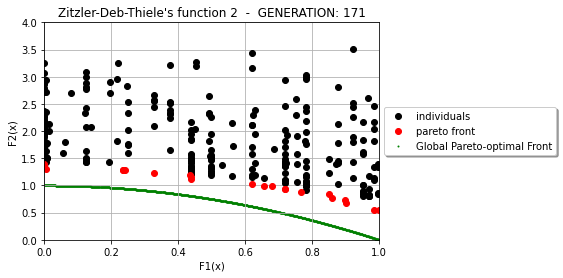 Zitzler-Deb-Thiele's function 2 - GENERATION: 171
4.0
3.5
3.0
2.5
2.0
1.5
1.0
0.5
0.0
F2(x)
0.0 0.2 0.4 0.6 0.8 1.0
F1(x)
individuals
pareto front
Global Pareto-optimal Front